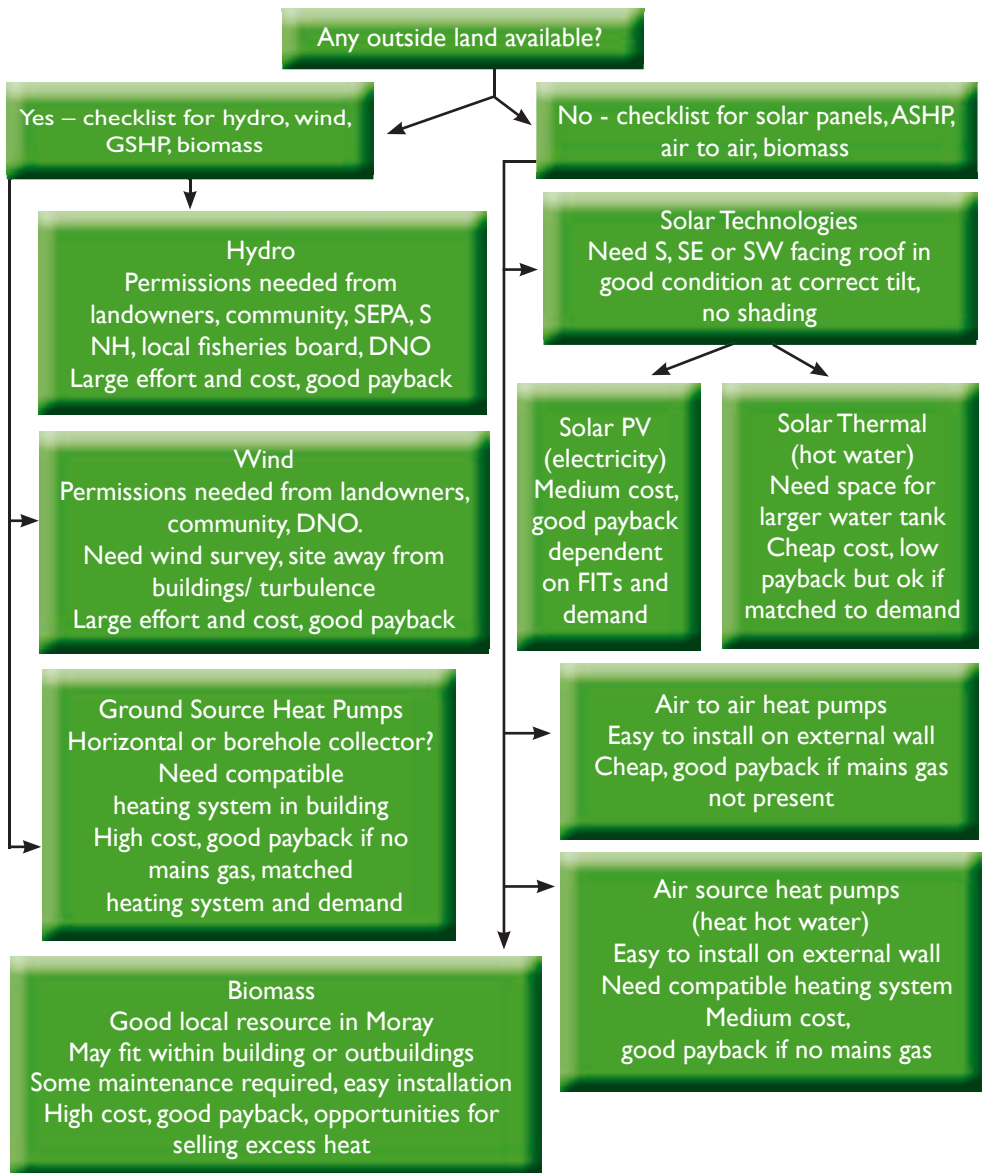 Any outside land available?
Yes – checklist for hydro, wind,
GSHP, biomass
No - checklist for solar panels, ASHP,
air to air, biomass
Hydro
Permissions needed from
landowners, community, SEPA, S
NH, local fisheries board, DNO
Large effort and cost, good payback
Solar Technologies
Need S, SE or SW facing roof in
good condition at correct tilt,
no shading
Solar PV
(electricity)
Medium cost,
good payback
dependent
on FITs and
demand
Solar Thermal
(hot water)
Need space for
larger water tank
Cheap cost, low
payback but ok if
matched to demand
Wind
Permissions needed from landowners,
community, DNO.
Need wind survey, site away from
buildings/ turbulence
Large effort and cost, good payback
Ground Source Heat Pumps
Horizontal or borehole collector?
Need compatible
heating system in building
High cost, good payback if no
mains gas, matched
heating system and demand
Air to air heat pumps
Easy to install on external wall
Cheap, good payback if mains gas
not present
Air source heat pumps
(heat hot water)
Easy to install on external wall
Need compatible heating system
Medium cost,
good payback if no mains gas
Biomass
Good local resource in Moray
May fit within building or outbuildings
Some maintenance required, easy installation
High cost, good payback, opportunities for
selling excess heat